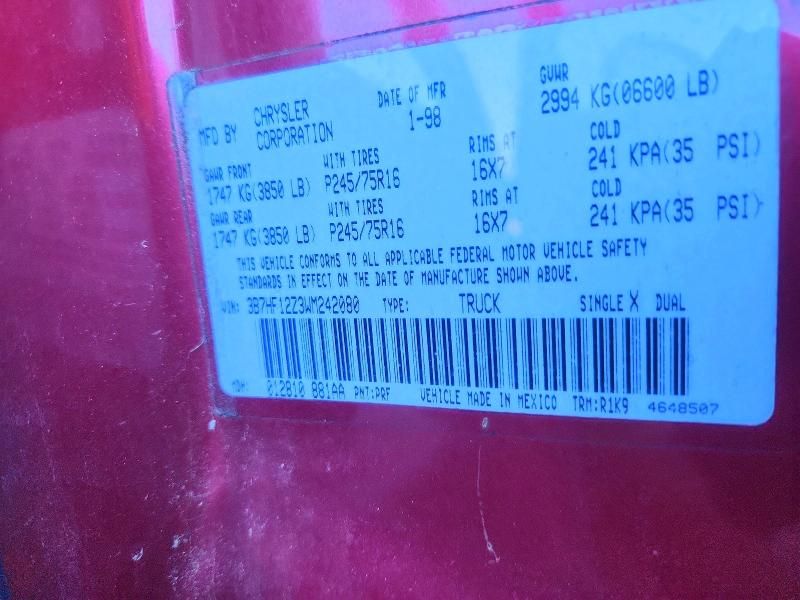 MFD BY CHRYSLER CORPORATION DATE OF MFR 1-98 GVWR 2994 KG(06600 LB)
GAWR FRONT WITH TIRES RIMS AT COLD
1747 KG(3850 LB) P245/75R16 16X7 241 KPA(35 PSI)
GAWR REAR WITH TIRES RIMS AT COLD
1747 KG(3850 LB) P245/75R16 16X7 241 KPA(35 PSI)
THIS VEHICLE CONFORMS TO ALL APPLICABLE FEDERAL MOTOR VEHICLE SAFETY
STANDARDS IN EFFECT ON THE DATE OF MANUFACTURE SHOWN ABOVE.
VIN: 3B7HF12Z3WM242080 TYPE: TRUCK SINGLE X DUAL
MDH: 012810 881AA PNT:PRF VEHICLE MADE IN MEXICO TRM:R1K9 4648507